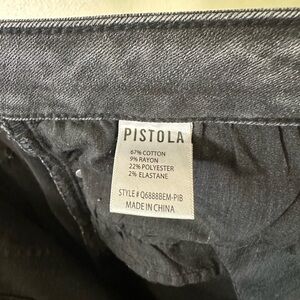 PISTOLA
67% COTTON
9% RAYON
22% POLYESTER
2% ELASTANE
STYLE # Q6888BEM-PIB
MADE IN CHINA